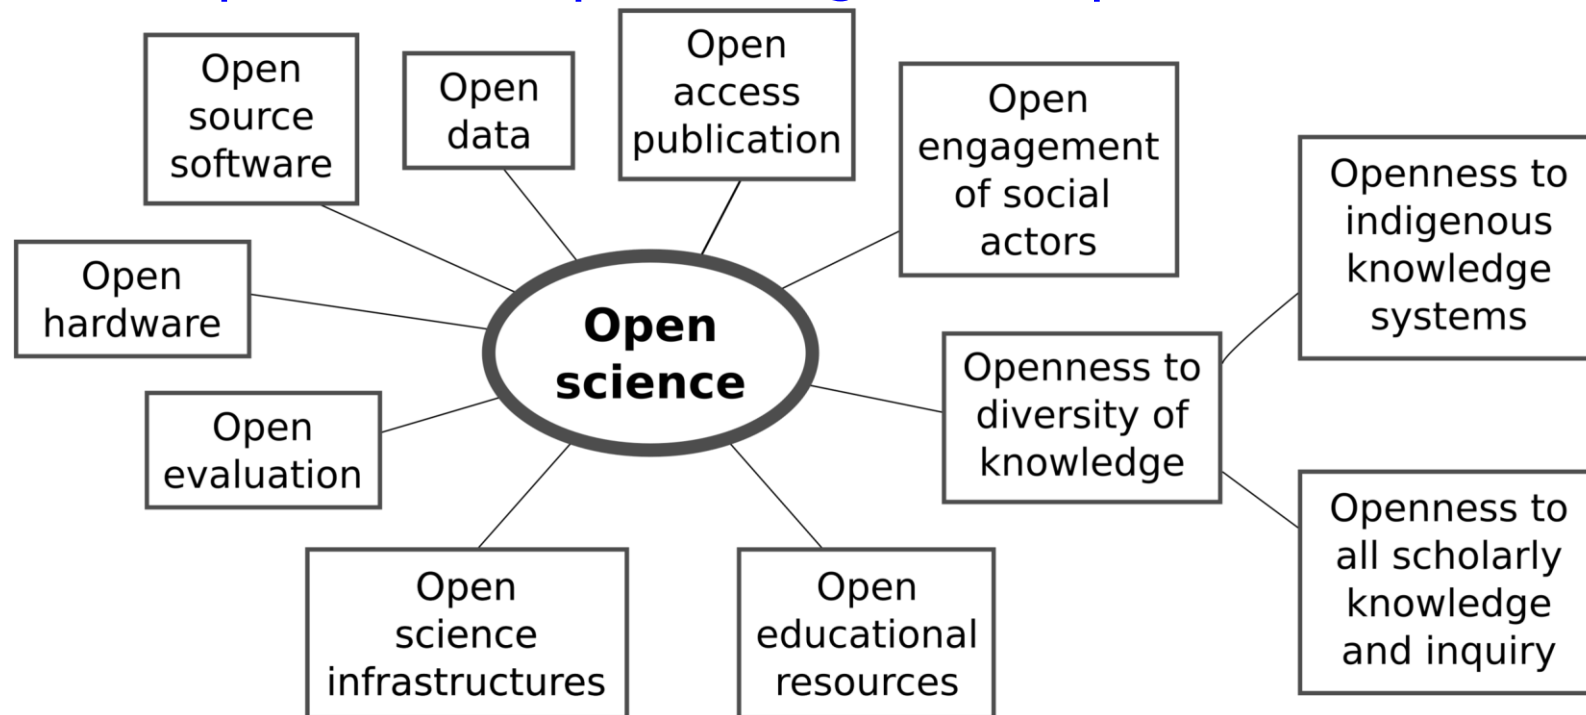 Open
source
software
Open
data
Open
access
publication
Open
engagement
of social
actors
Openness to
indigenous
knowledge
systems
Open
hardware
Open
science
Openness to
diversity of
knowledge
Open
evaluation
Openness to
all scholarly
knowledge
and inquiry
Open
science
infrastructures
Open
educational
resources